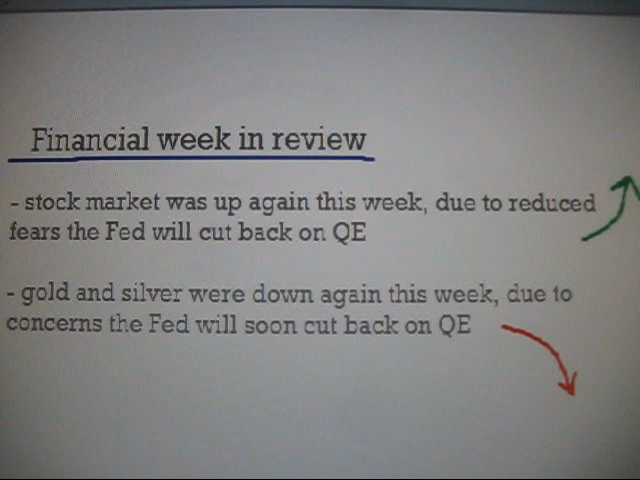 Financial week in review
- stock market was up again this week, due to reduced
fears the Fed will cut back on QE
- gold and silver were down again this week, due to
concerns the Fed will soon cut back on QE